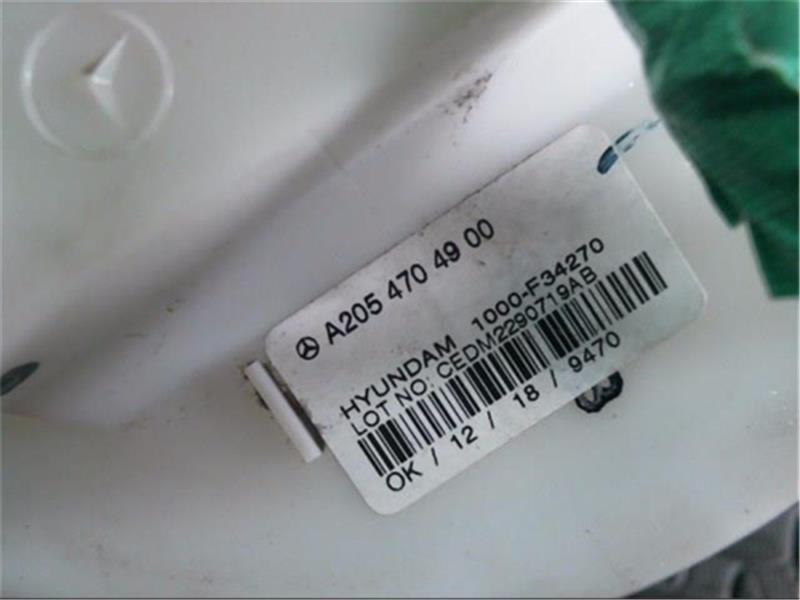 A205 470 49 00
HYUNDAM 1000-F34270
LOT NO: CEDM2290719AB
OK / 12 / 18 / 9470